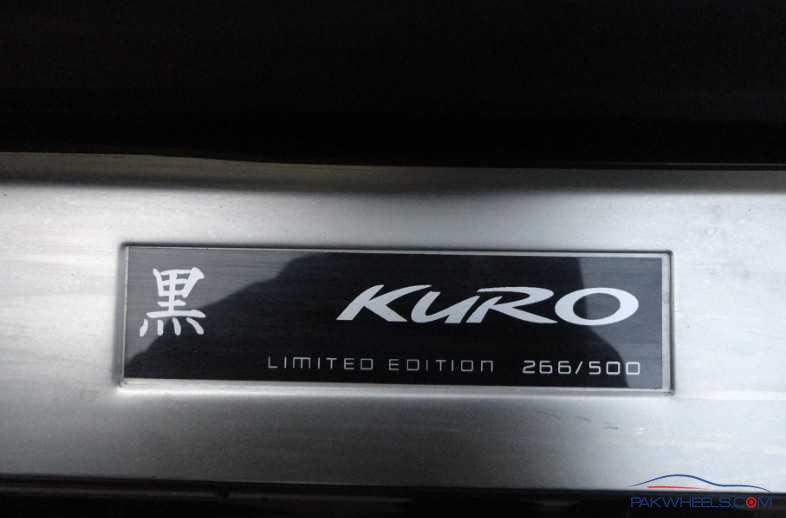 黒 KURO
LIMITED EDITION 266/500
PAKWHEELS.COM